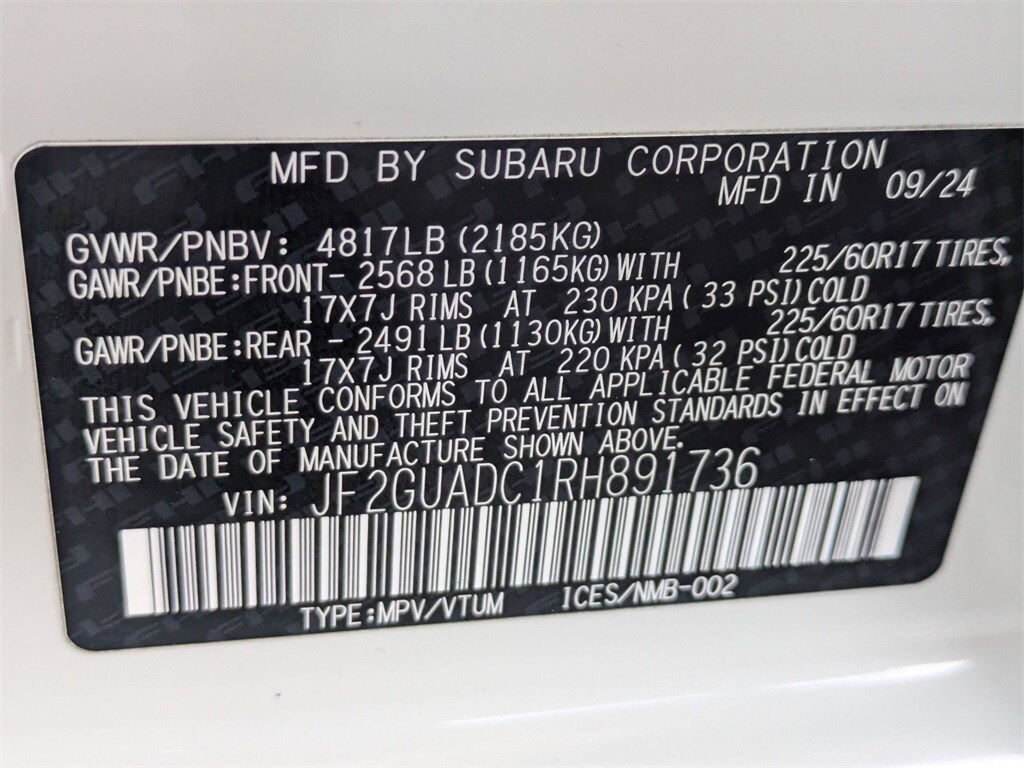 MFD BY SUBARU CORPORATION
MFD IN 09/24
GVWR/PNBV: 4817LB (2185KG)
GAWR/PNBE:FRONT- 2568 LB (1165KG) WITH 225/60R17 TIRES,
17X7J RIMS AT 230 KPA ( 33 PSI) COLD
GAWR/PNBE:REAR - 2491 LB (1130KG) WITH 225/60R17 TIRES,
17X7J RIMS AT 220 KPA ( 32 PSI) COLD
THIS VEHICLE CONFORMS TO ALL APPLICABLE FEDERAL MOTOR
VEHICLE SAFETY AND THEFT PREVENTION STANDARDS IN EFFECT ON
THE DATE OF MANUFACTURE SHOWN ABOVE.
VIN: JF2GUADC1RH891736
TYPE:MPV/VTUM ICES/NMB-002